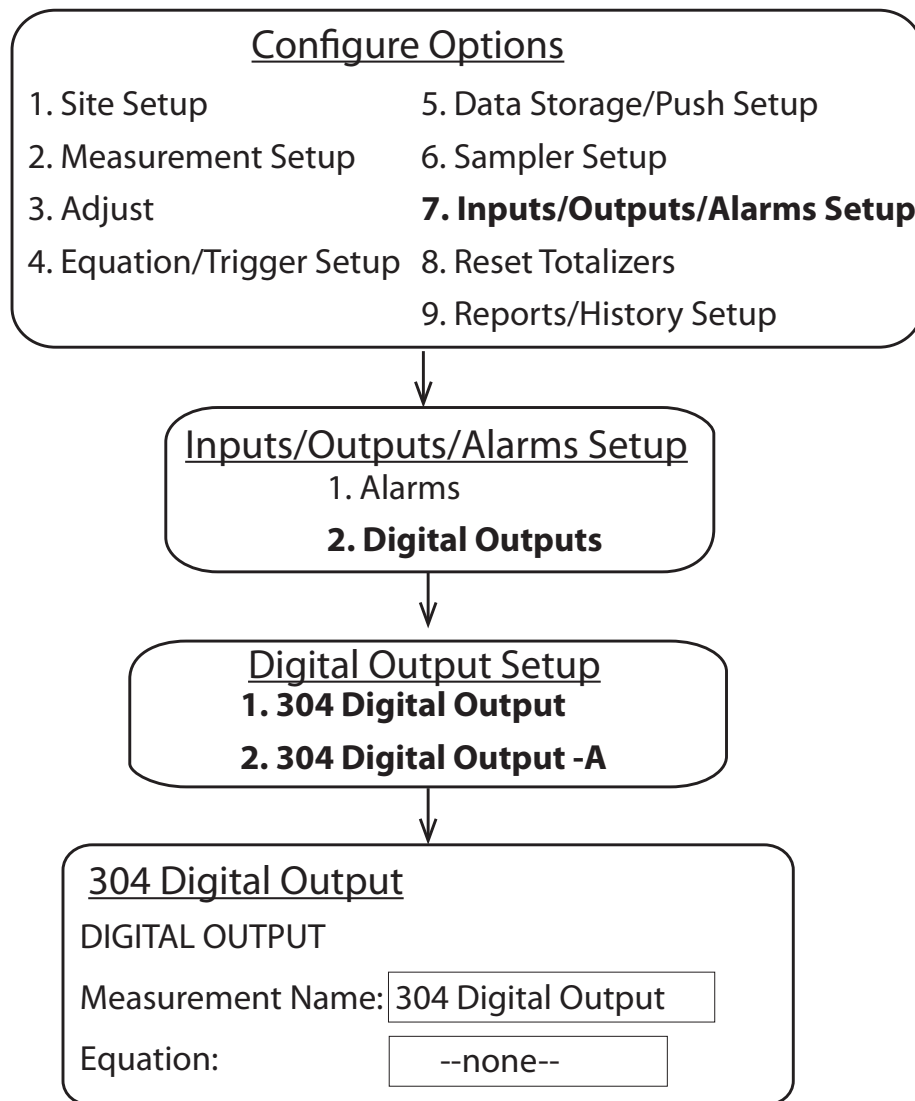 Configure Options
1. Site Setup
2. Measurement Setup
3. Adjust
4. Equation/Trigger Setup
5. Data Storage/Push Setup
6. Sampler Setup
7. Inputs/Outputs/Alarms Setup
8. Reset Totalizers
9. Reports/History Setup
Inputs/Outputs/Alarms Setup
1. Alarms
2. Digital Outputs
Digital Output Setup
1. 304 Digital Output
2. 304 Digital Output -A
304 Digital Output
DIGITAL OUTPUT
Measurement Name: 304 Digital Output
Equation: --none--